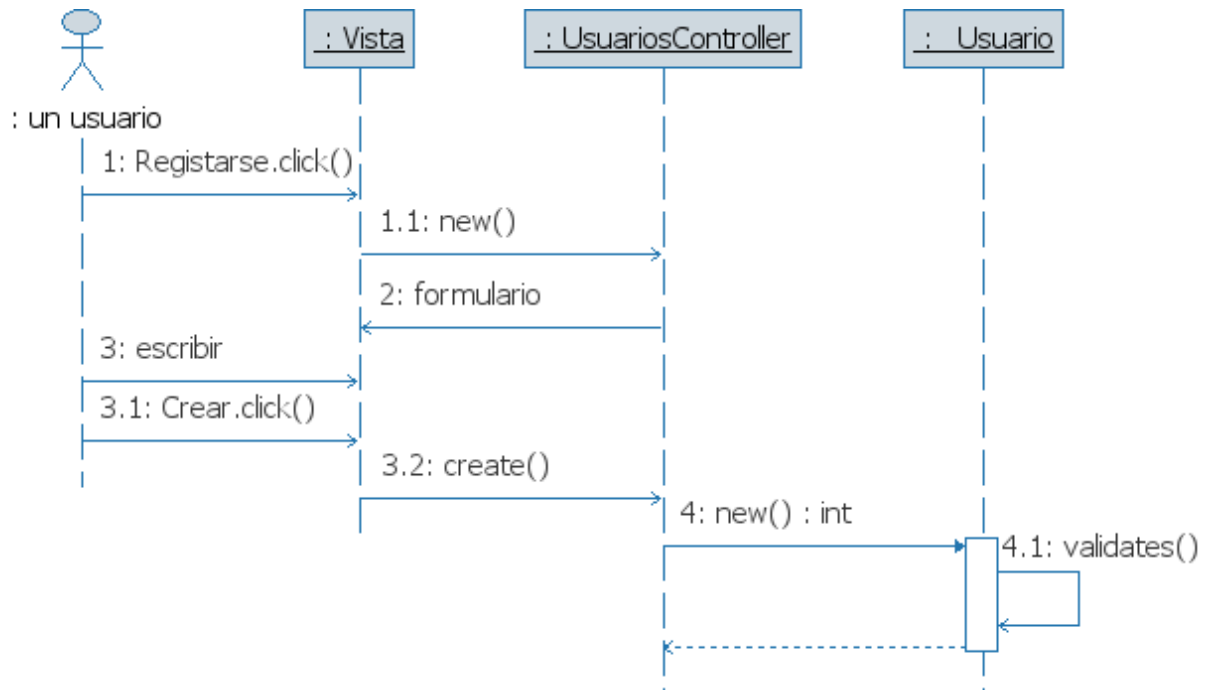 : Vista
: UsuariosController
: Usuario
: un usuario
1: Registarse.click()
1.1: new()
2: formulario
3: escribir
3.1: Crear.click()
3.2: create()
4: new() : int
4.1: validates()